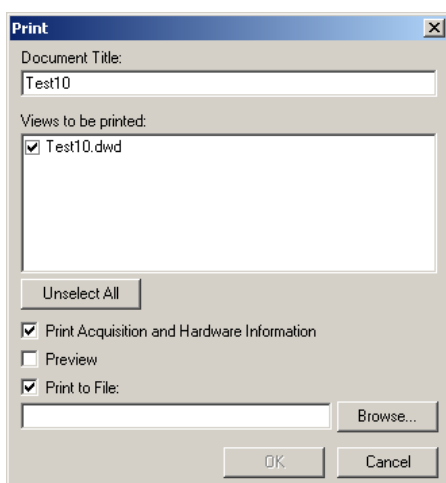 Print
Document Title:
Test10
Views to be printed:
Test10.dwd
Unselect All
Print Acquisition and Hardware Information
Preview
Print to File:
Browse...
OK
Cancel